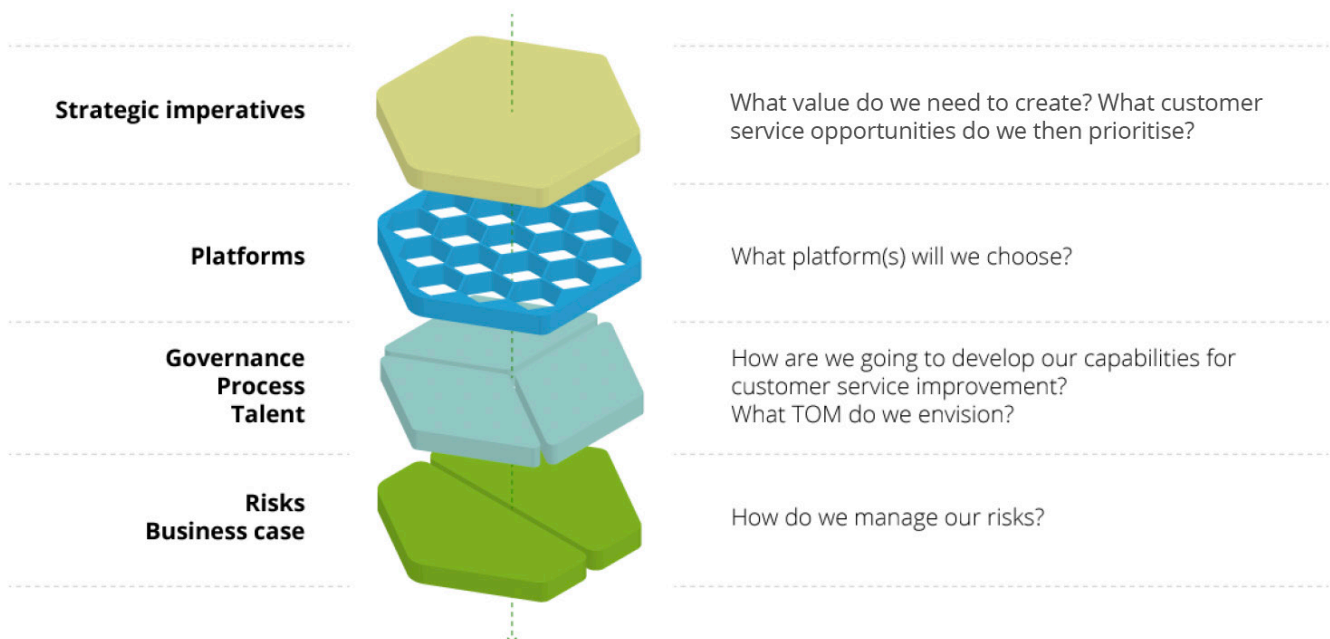 Strategic imperatives
What value do we need to create? What customer
service opportunities do we then prioritise?
Platforms
What platform(s) will we choose?
Governance
Process
Talent
How are we going to develop our capabilities for
customer service improvement?
What TOM do we envision?
Risks
Business case
How do we manage our risks?